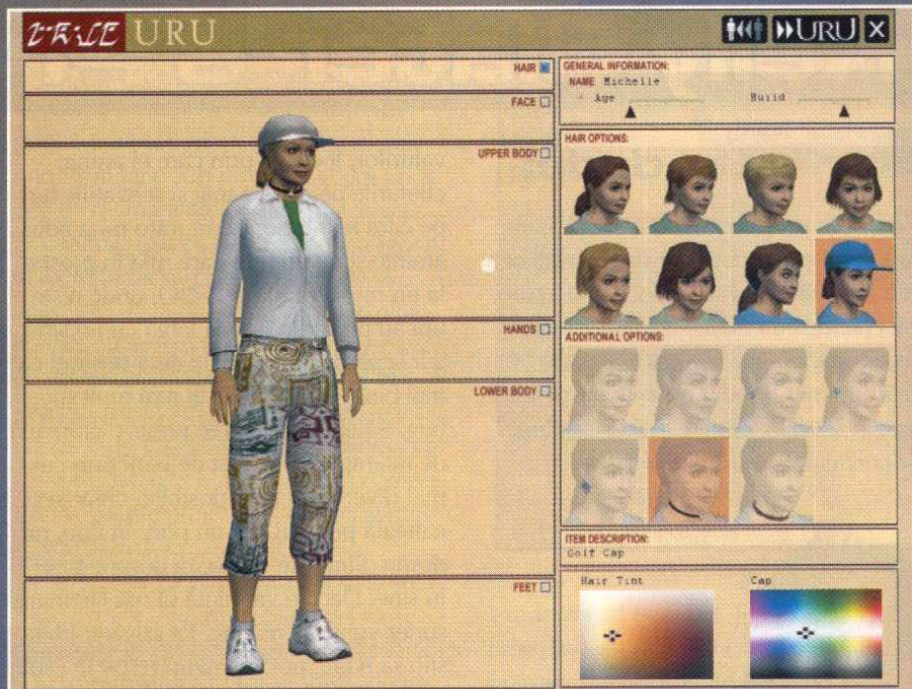 URU
URU X
HAIR
FACE
UPPER BODY
HANDS
LOWER BODY
FEET
GENERAL INFORMATION:
NAME Michelle
Age Build
HAIR OPTIONS:
ADDITIONAL OPTIONS:
ITEM DESCRIPTION:
Golf Cap
Hair Tint Cap